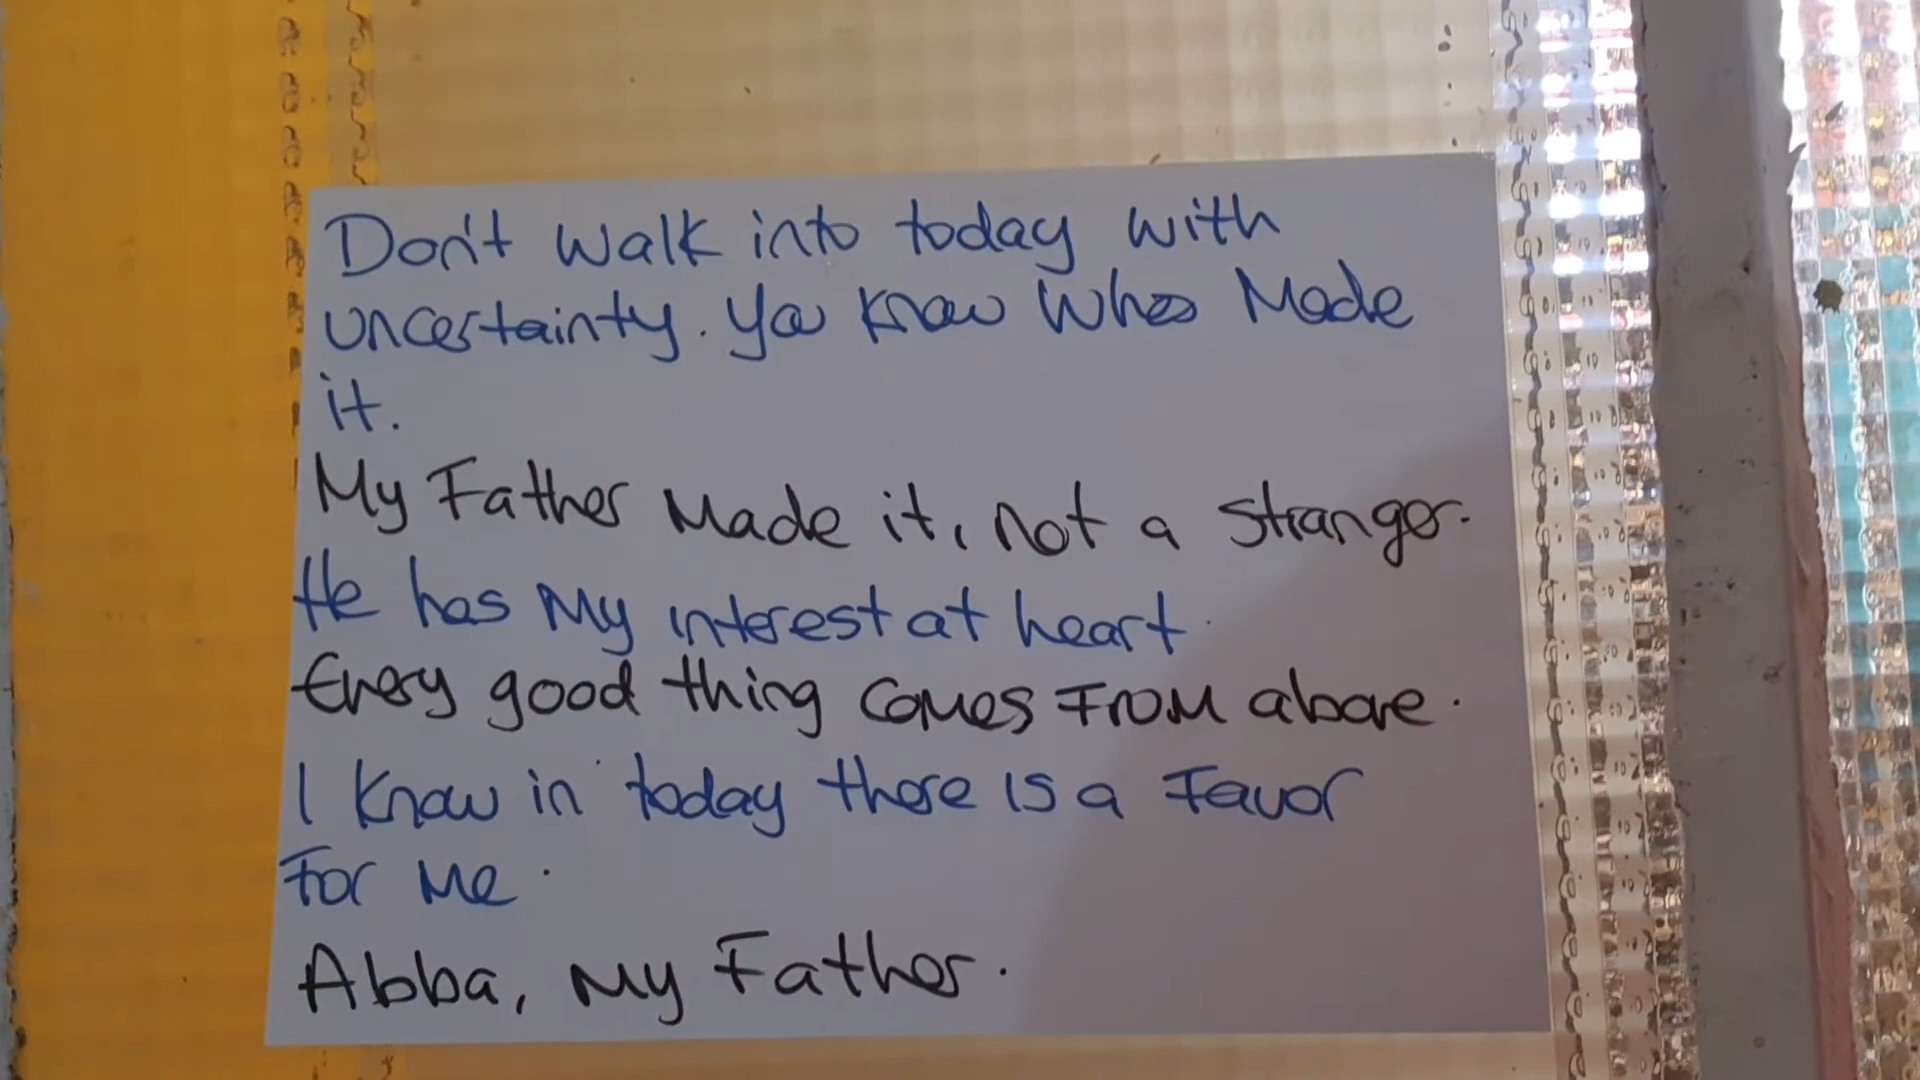 Don't walk into today with
uncertainty. You know Who Made
it.
My Father Made it, not a stranger.
He has My interest at heart
Every good thing comes From above.
I know in today there is a Favor
For Me.
Abba, My Father.